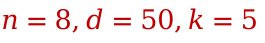 n = 8, d = 50, k = 5